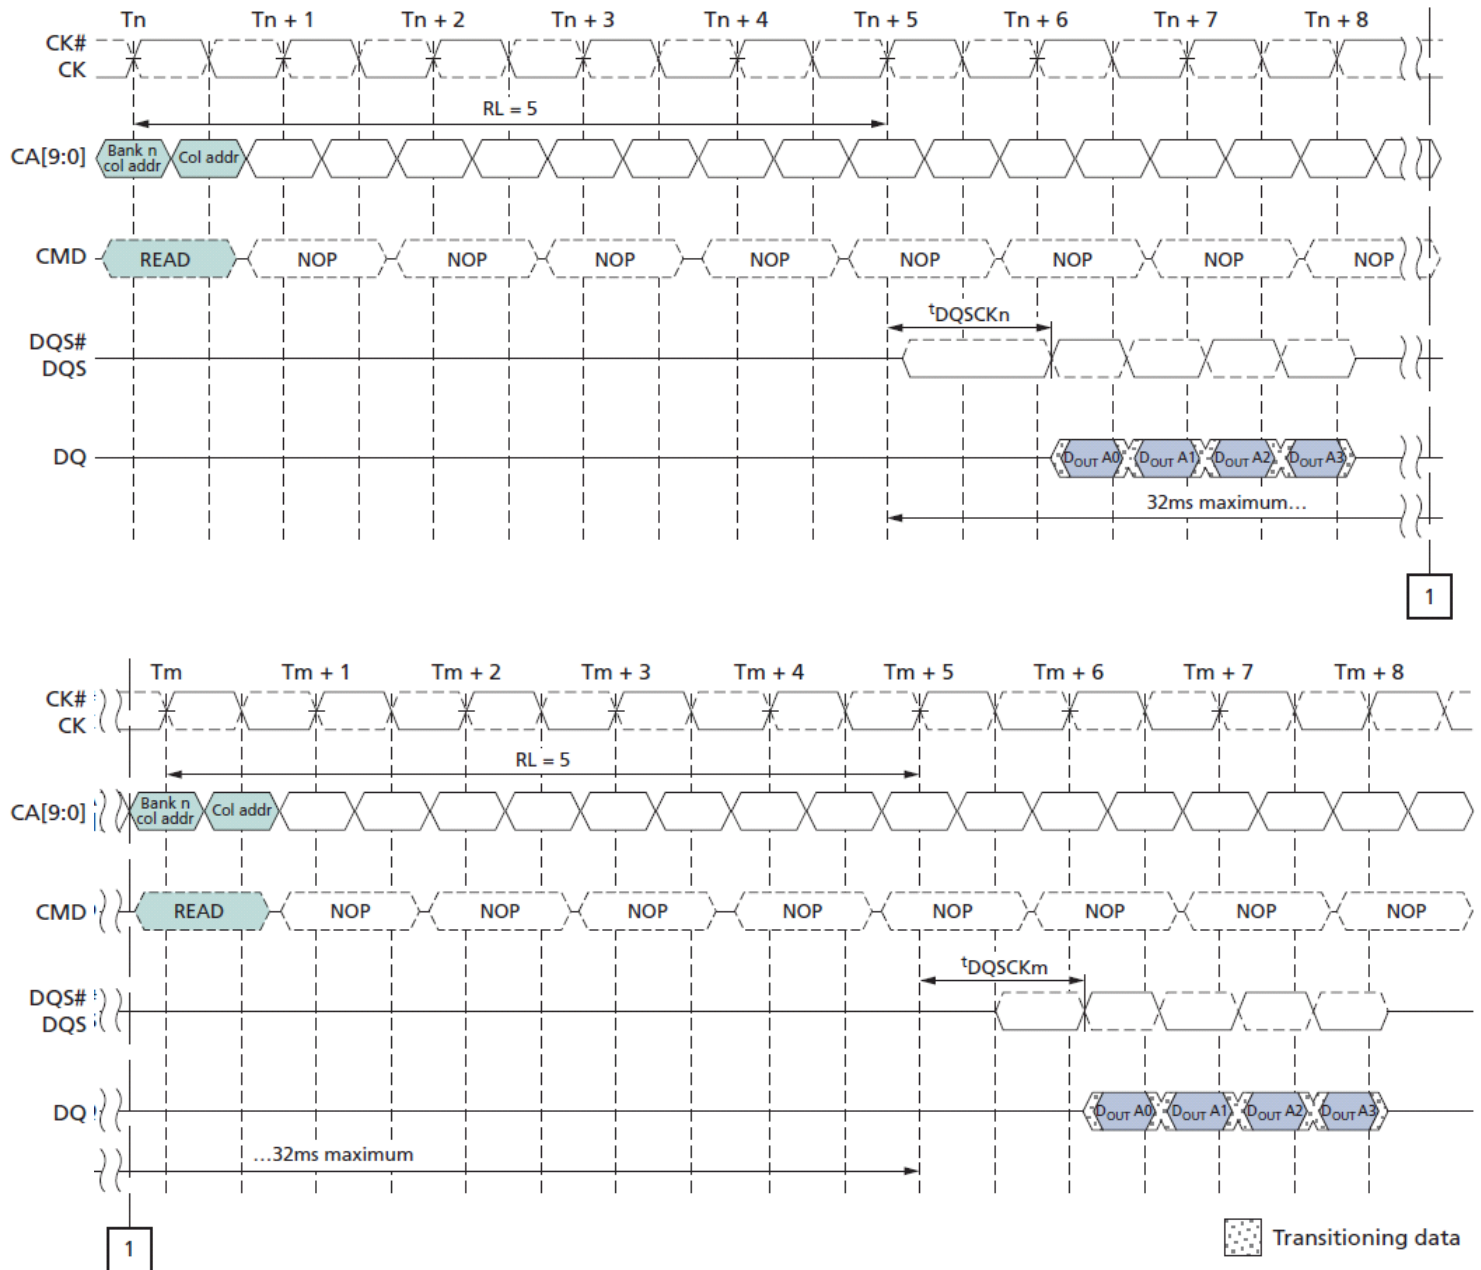 Tn Tn + 1 Tn + 2 Tn + 3 Tn + 4 Tn + 5 Tn + 6 Tn + 7 Tn + 8
CK#
CK
RL = 5
CA[9:0] Bank n col addr Col addr
CMD READ NOP NOP NOP NOP NOP NOP NOP NOP
tDQSCKn
DQS#
DQS
DQ DOUT A0 DOUT A1 DOUT A2 DOUT A3
32ms maximum…
1
Tm Tm + 1 Tm + 2 Tm + 3 Tm + 4 Tm + 5 Tm + 6 Tm + 7 Tm + 8
CK#
CK
RL = 5
CA[9:0] Bank n col addr Col addr
CMD READ NOP NOP NOP NOP NOP NOP NOP NOP
tDQSCKm
DQS#
DQS
DQ DOUT A0 DOUT A1 DOUT A2 DOUT A3
…32ms maximum
1
Transitioning data